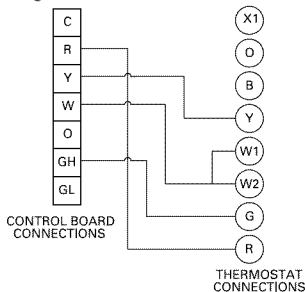 C
R
Y
W
O
GH
GL
CONTROL BOARD
CONNECTIONS
X1
O
B
Y
W1
W2
G
R
THERMOSTAT
CONNECTIONS